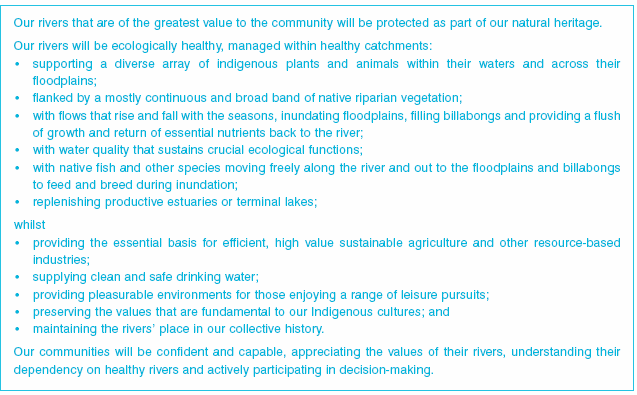 Our rivers that are of the greatest value to the community will be protected as part of our natural heritage.
Our rivers will be ecologically healthy, managed within healthy catchments:
• supporting a diverse array of indigenous plants and animals within their waters and across their
floodplains;
• flanked by a mostly continuous and broad band of native riparian vegetation;
• with flows that rise and fall with the seasons, inundating floodplains, filling billabongs and providing a flush
of growth and return of essential nutrients back to the river;
• with water quality that sustains crucial ecological functions;
• with native fish and other species moving freely along the river and out to the floodplains and billabongs
to feed and breed during inundation;
• replenishing productive estuaries or terminal lakes;
whilst
• providing the essential basis for efficient, high value sustainable agriculture and other resource-based
industries;
• supplying clean and safe drinking water;
• providing pleasurable environments for those enjoying a range of leisure pursuits;
• preserving the values that are fundamental to our Indigenous cultures; and
• maintaining the rivers' place in our collective history.
Our communities will be confident and capable, appreciating the values of their rivers, understanding their
dependency on healthy rivers and actively participating in decision-making.